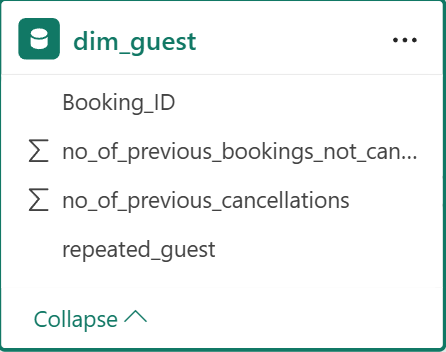 dim_guest
Booking_ID
∑ no_of_previous_bookings_not_can...
∑ no_of_previous_cancellations
repeated_guest
Collapse